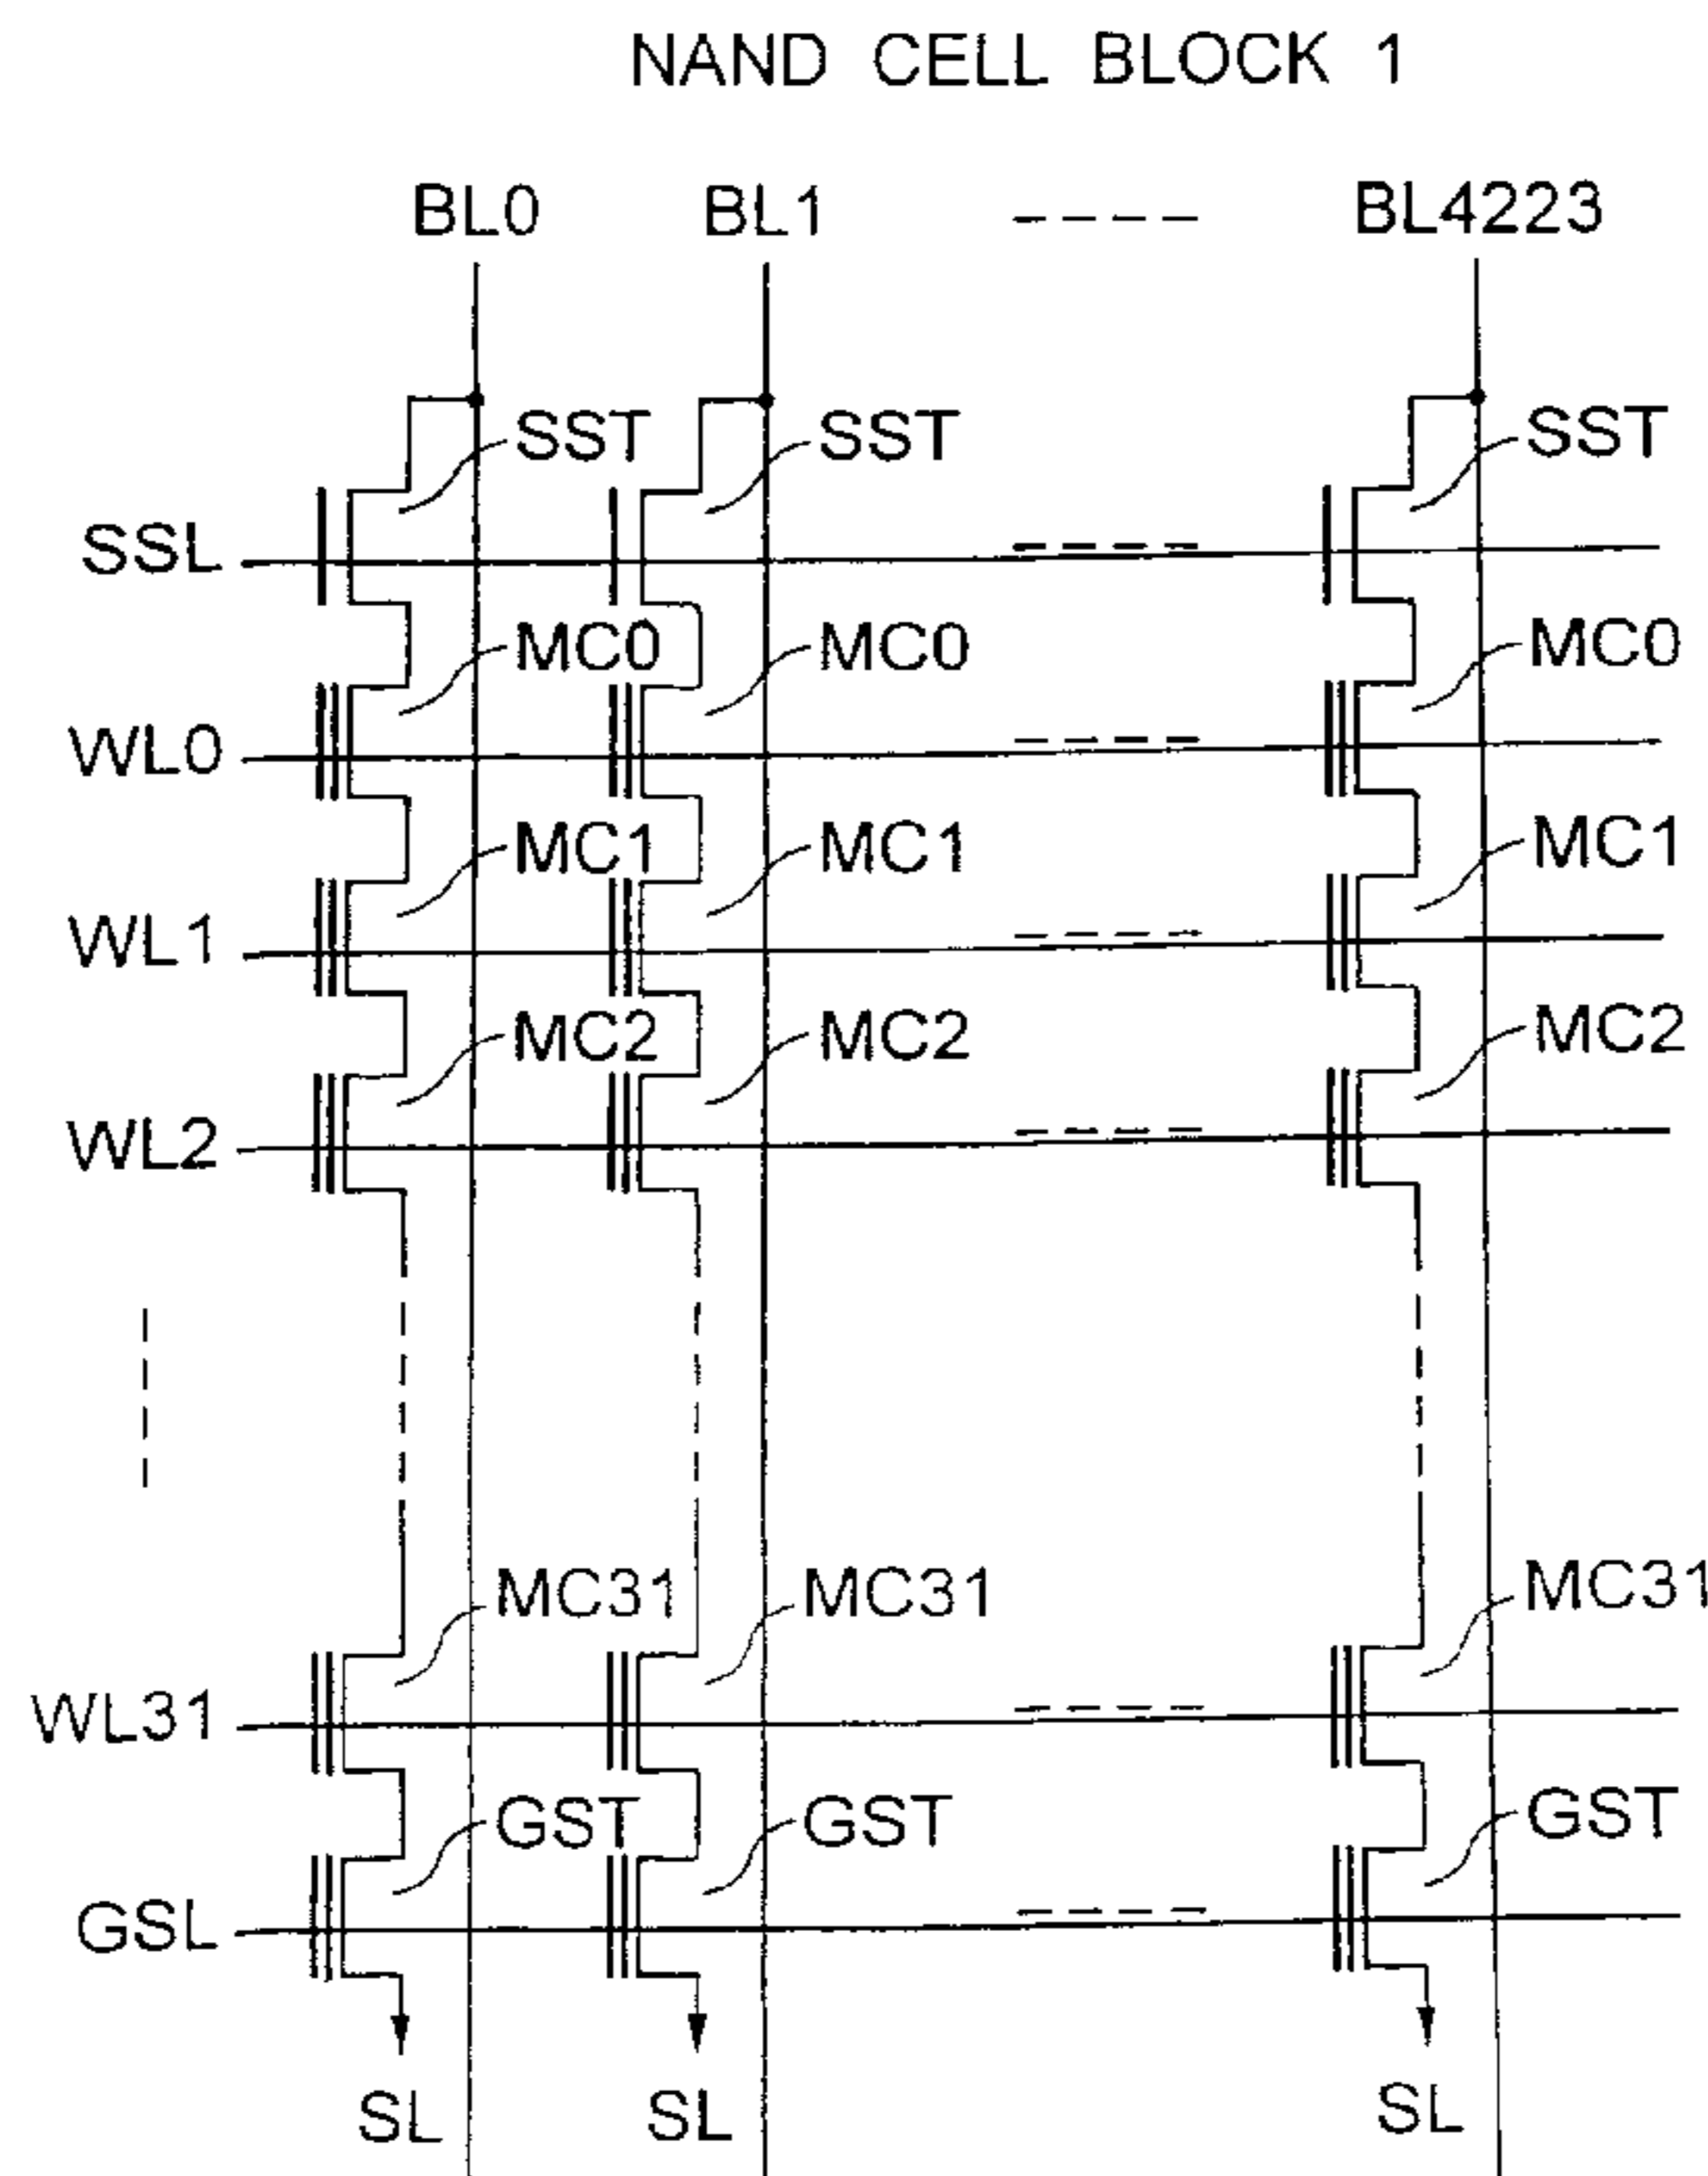 NAND CELL BLOCK 1
BL0 BL1 BL4223
SST SST SST
SSL
MC0 MC0 MC0
WL0
MC1 MC1 MC1
WL1
MC2 MC2 MC2
WL2
MC31 MC31 MC31
WL31
GST GST GST
GSL
SL SL SL